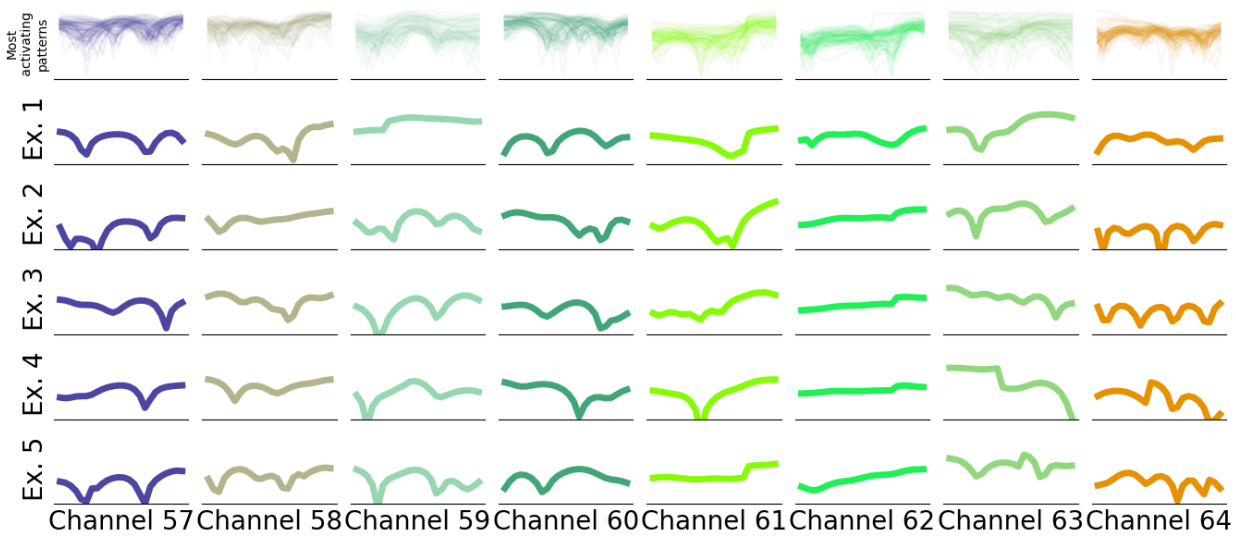 Most
activating
patterns
Ex. 1
Ex. 2
Ex. 3
Ex. 4
Ex. 5
Channel 57 Channel 58 Channel 59 Channel 60 Channel 61 Channel 62 Channel 63 Channel 64